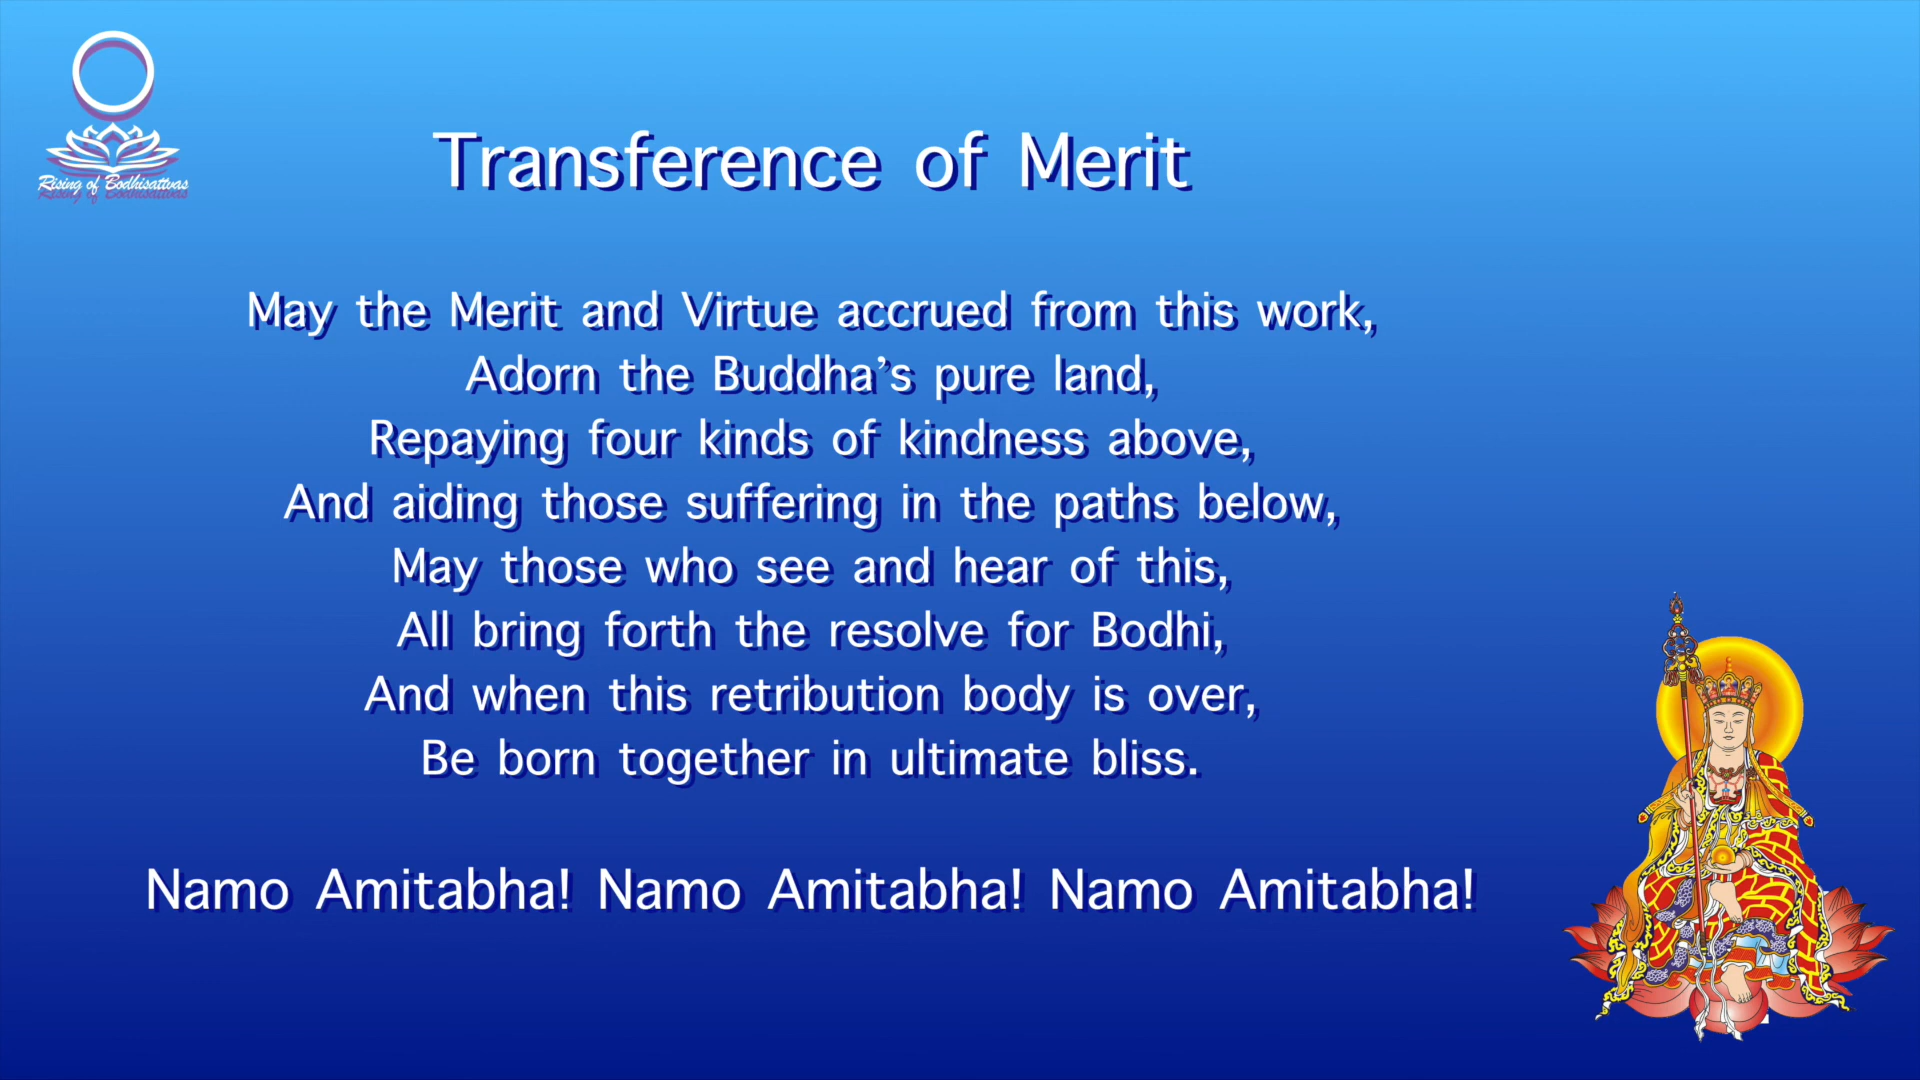 Rising of Bodhisattvas
Transference of Merit
May the Merit and Virtue accrued from this work,
Adorn the Buddha’s pure land,
Repaying four kinds of kindness above,
And aiding those suffering in the paths below,
May those who see and hear of this,
All bring forth the resolve for Bodhi,
And when this retribution body is over,
Be born together in ultimate bliss.
Namo Amitabha! Namo Amitabha! Namo Amitabha!